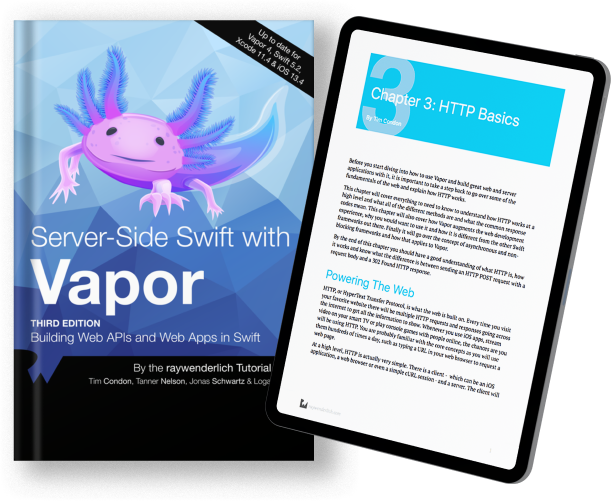 Up to date for
Vapor 4, Swift 5.2,
Xcode 11.4 & iOS 13.4
Server-Side Swift with
Vapor
THIRD EDITION
Building Web APIs and Web Apps in Swift
By the raywenderlich Tutorial
Tim Condon, Tanner Nelson, Jonas Schwartz & Loga
3
Chapter 3: HTTP Basics
By Tim Condon
Before you start diving into how to use Vapor and build great web and server
applications with it, it is important to take a step back to go over some of the
fundamentals of the web and explain how HTTP works.
This chapter will cover everything to need to know to understand how HTTP works at a
high level and what all of the different methods are and what the common response
codes mean. This chapter will also cover how Vapor augments the web development
experience, why you would want to use it and how it is different from the other Swift
frameworks out there. Finally it will go over the concept of asynchronous and non-
blocking frameworks and how that applies to Vapor.
By the end of this chapter you should have a good understanding of what HTTP is, how
it works and know what the difference is between sending an HTTP POST request with a
request body and a 302 Found HTTP response.
Powering The Web
HTTP, or HyperText Transfer Protocol, is what the web is built on. Every time you visit
your favorite website there will be multiple HTTP requests and responses going across
the internet to get all the information to show. Whenever you use iOS apps, stream
video on your smart TV or play console games with people online, the chances are you
will be using HTTP. You are probably familiar with the core concepts as you will use
them hundreds of times a day, such as typing a URL in your web browser to request a
web page.
At a high level, HTTP is actually very simple. There is a client - which can be an iOS
application, a web browser or even a simple cURL session - and a server. The client will